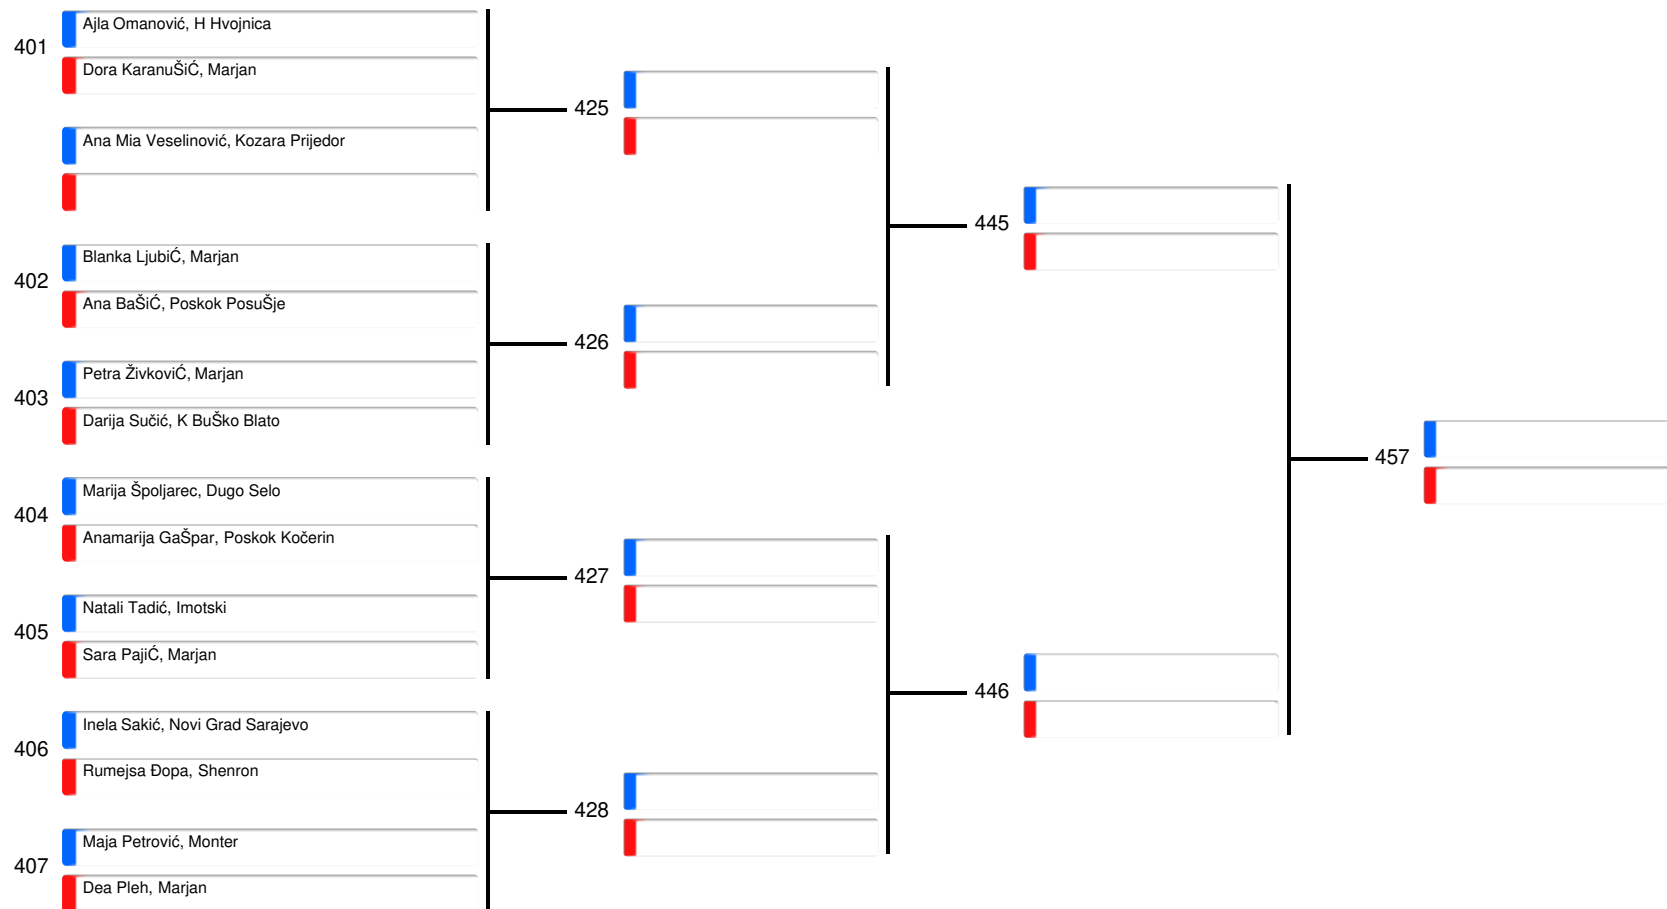 Ajla Omanović, H Hvojnica
401
Dora KaranuŠiĆ, Marjan
425
Ana Mia Veselinović, Kozara Prijedor
445
Blanka LjubiĆ, Marjan
402
Ana BaŠiĆ, Poskok PosuŠje
426
Petra ŽivkoviĆ, Marjan
403
Darija Sučić, K BuŠko Blato
457
Marija Špoljarec, Dugo Selo
404
Anamarija GaŠpar, Poskok Kočerin
427
Natali Tadić, Imotski
405
Sara PajiĆ, Marjan
446
Inela Sakić, Novi Grad Sarajevo
406
Rumejsa Đopa, Shenron
428
Maja Petrović, Monter
407
Dea Pleh, Marjan